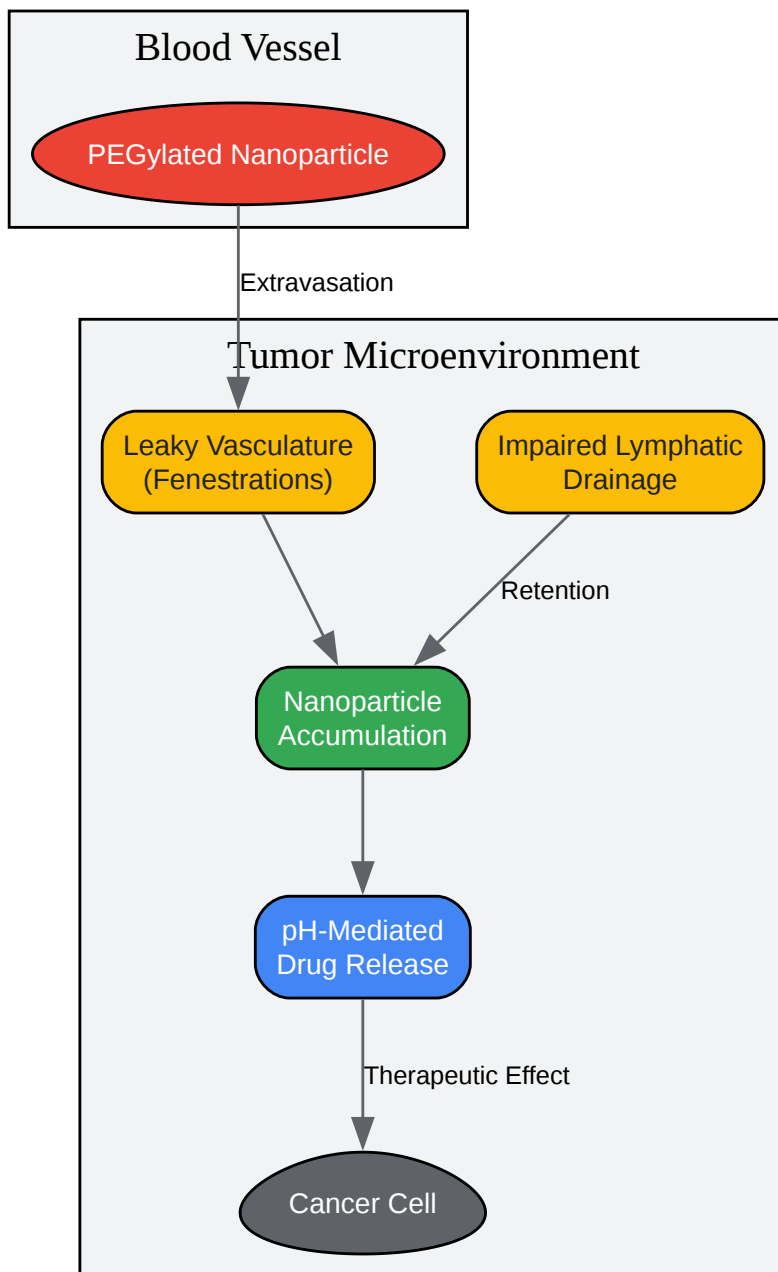 Blood Vessel
PEGylated Nanoparticle
Extravasation
Tumor Microenvironment
Leaky Vasculature
(Fenestrations)
Impaired Lymphatic
Drainage
Retention
Nanoparticle
Accumulation
pH-Mediated
Drug Release
Therapeutic Effect
Cancer Cell